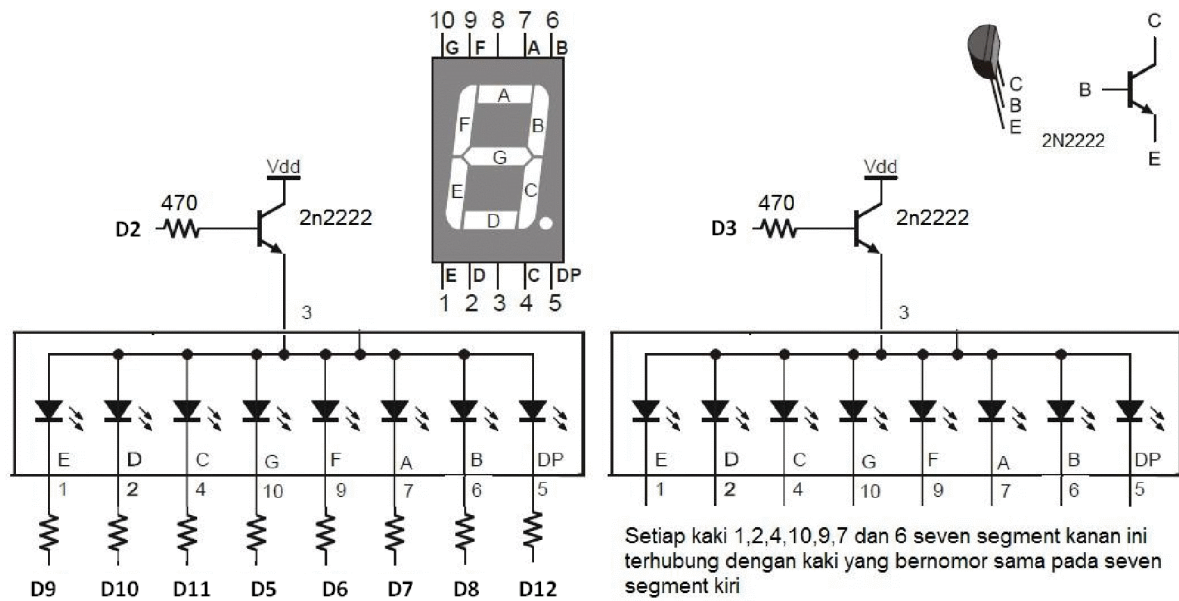 10 9 8 7 6
G F A B
A
F B
G
E C
D
E D C DP
1 2 3 4 5
C
B
E
2N2222
C
B
E
Vdd
470
D2
2n2222
3
E D C G F A B DP
1 2 4 10 9 7 6 5
D9 D10 D11 D5 D6 D7 D8 D12
Vdd
470
D3
2n2222
3
E D C G F A B DP
1 2 4 10 9 7 6 5
Setiap kaki 1,2,4,10,9,7 dan 6 seven segment kanan ini
terhubung dengan kaki yang bernomor sama pada seven
segment kiri